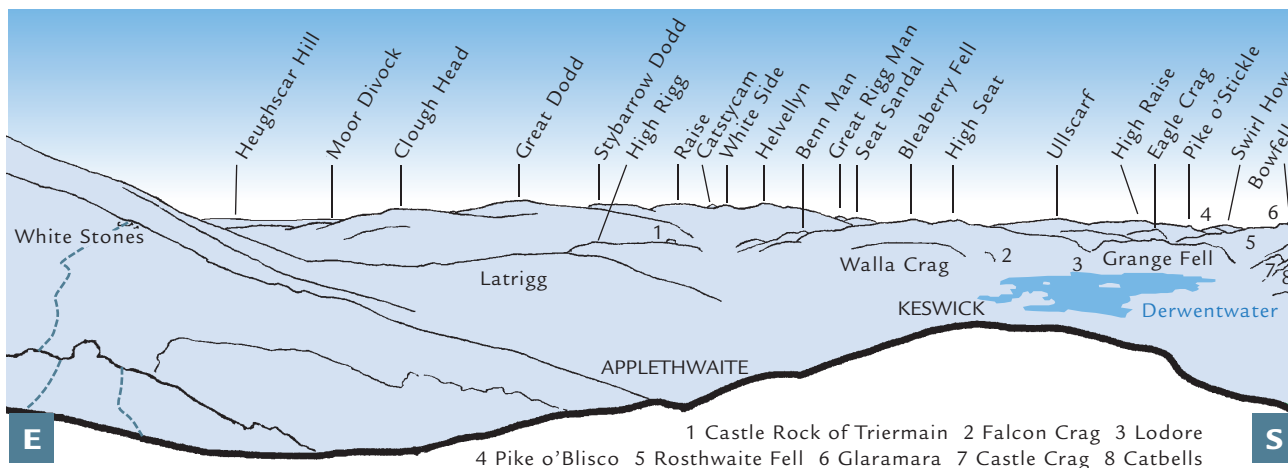 Heughscar Hill
Moor Divock
Clough Head
Great Dodd
Stybarrow Dodd
High Rigg
Raise
Catstycam
White Side
Helvellyn
Benn Man
Great Rigg Man
Seat Sandal
Bleaberry Fell
High Seat
Ullscarf
High Raise
Eagle Crag
Pike o'Stickle
Swirl How
Bowfell
4
6
White Stones
1
5
Walla Crag
2
3
Grange Fell
7
8
Latrigg
KESWICK
Derwentwater
APPLETHWAITE
E
S
1 Castle Rock of Triermain 2 Falcon Crag 3 Lodore
4 Pike o'Blisco 5 Rosthwaite Fell 6 Glaramara 7 Castle Crag 8 Catbells